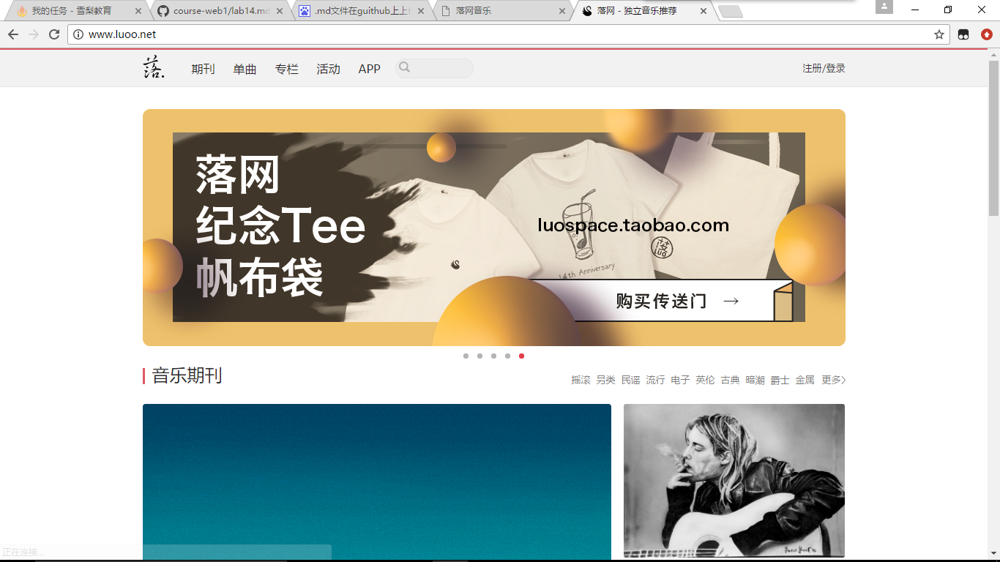 我的任务 - 雪梨教育
course-web1/lab14.md
.md文件在guithub上上
落网音乐
落网 - 独立音乐推荐
www.luoo.net
落.
期刊 单曲 专栏 活动 APP
注册/登录
落网
纪念Tee
帆布袋
luospace.taobao.com
落
luo
14th Anniversary
购买传送门 →
音乐期刊
摇滚 另类 民谣 流行 电子 英伦 古典 暗潮 爵士 金属 更多>
正在连接...